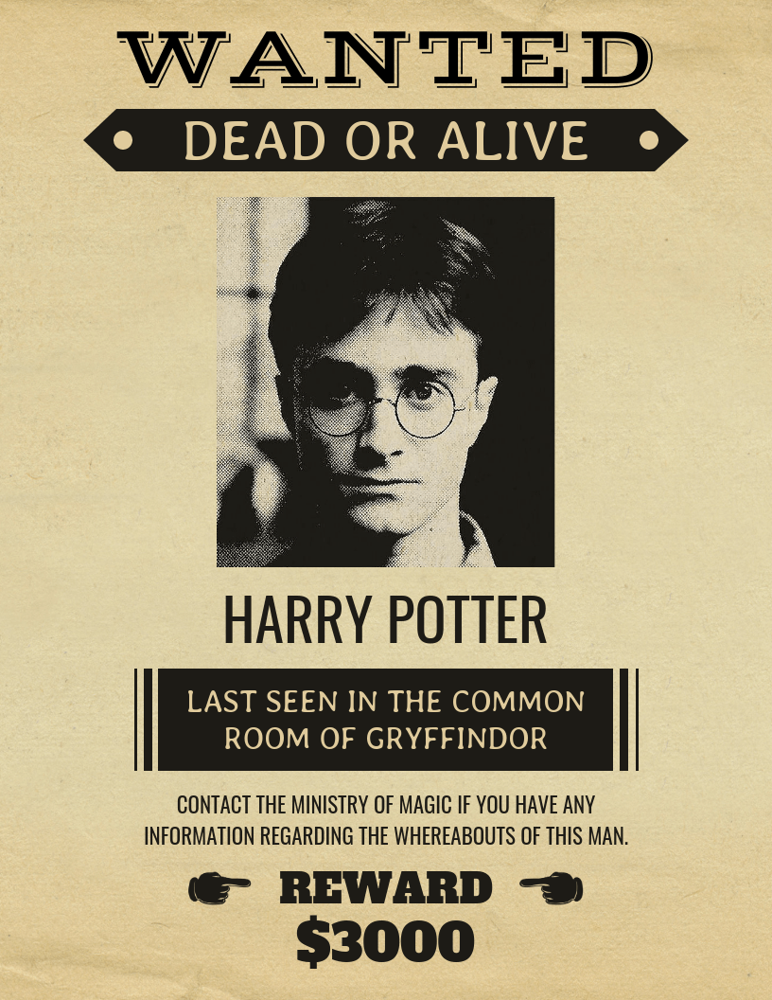 WANTED
DEAD OR ALIVE
HARRY POTTER
LAST SEEN IN THE COMMON
ROOM OF GRYFFINDOR
CONTACT THE MINISTRY OF MAGIC IF YOU HAVE ANY
INFORMATION REGARDING THE WHEREABOUTS OF THIS MAN.
REWARD
$3000